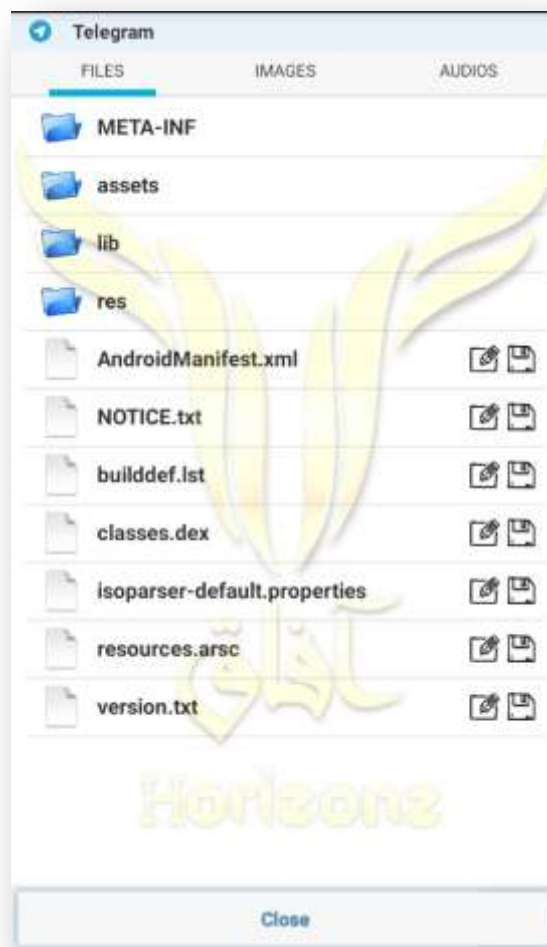 Telegram
FILES IMAGES AUDIOS
META-INF
assets
lib
res
AndroidManifest.xml
NOTICE.txt
builddef.lst
classes.dex
isoparser-default.properties
resources.arsc
version.txt
آفاق
Horizons
Close